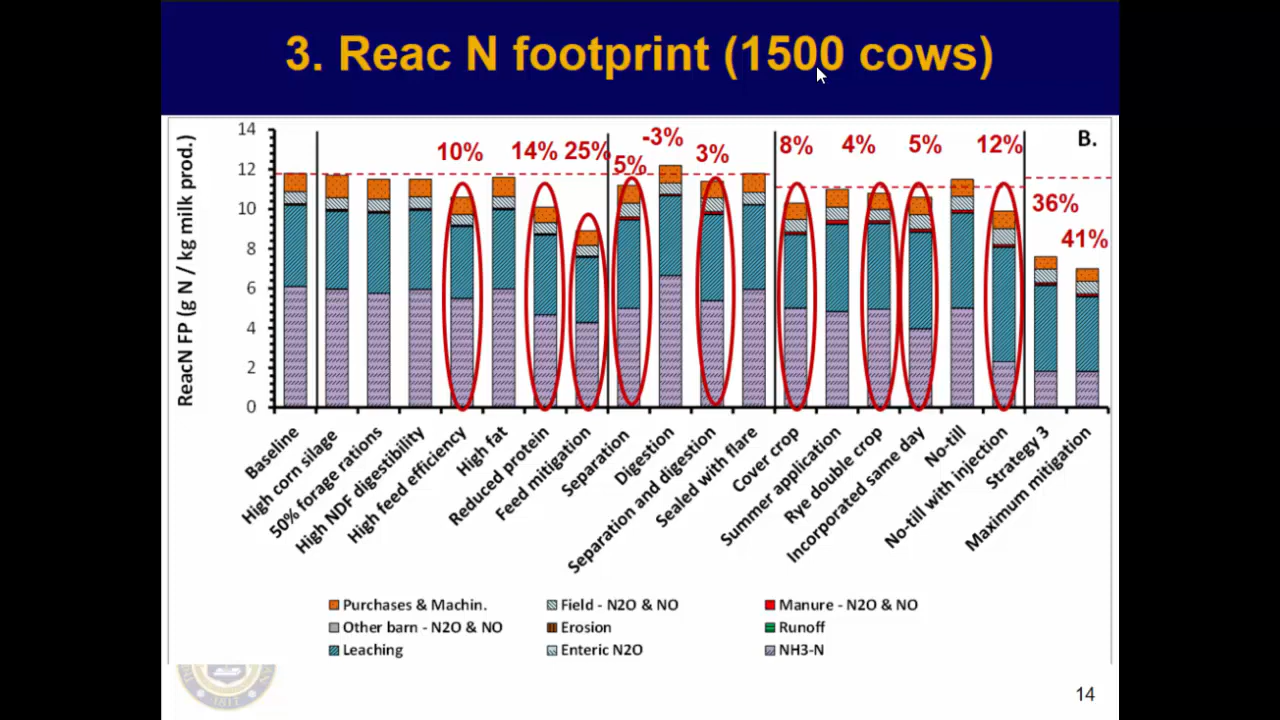 3. Reac N footprint (1500 cows)
ReacN FP (g N / kg milk prod.)
14
12
10
8
6
4
2
0
B.
10%
14%
25%
5%
-3%
3%
8%
4%
5%
12%
36%
41%
Baseline
High corn silage
50% forage rations
High NDF digestibility
High feed efficiency
High fat
Reduced protein
Feed mitigation
Separation
Digestion
Separation and digestion
Sealed with flare
Cover crop
Summer application
Rye double crop
Incorporated same day
No-till
No-till with injection
Strategy 3
Maximum mitigation
Purchases & Machin.
Field - N2O & NO
Manure - N2O & NO
Other barn - N2O & NO
Erosion
Runoff
Leaching
Enteric N2O
NH3-N
1817
14